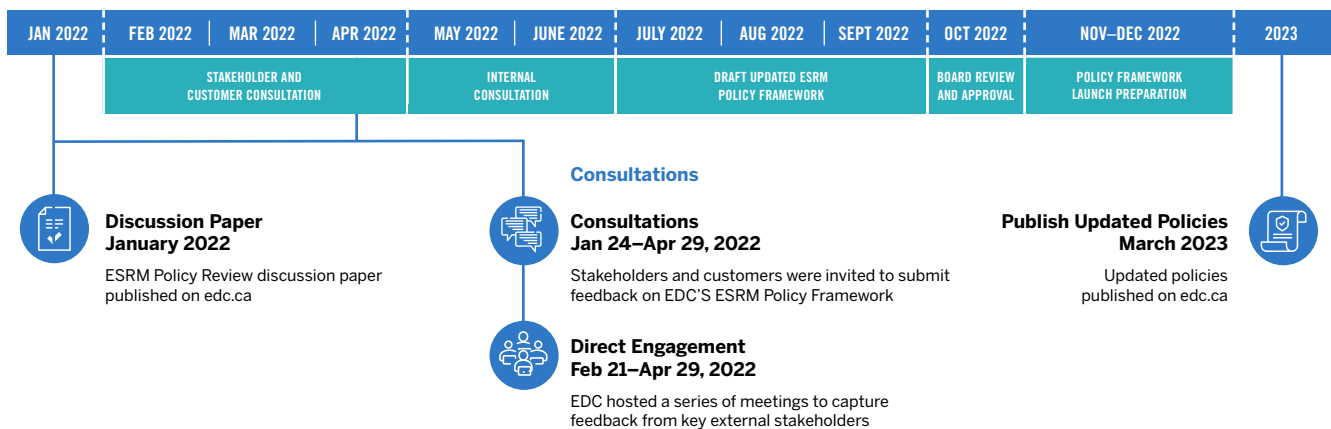 JAN 2022 FEB 2022 MAR 2022 APR 2022 MAY 2022 JUNE 2022 JULY 2022 AUG 2022 SEPT 2022 OCT 2022 NOV–DEC 2022 2023
STAKEHOLDER AND
CUSTOMER CONSULTATION
INTERNAL
CONSULTATION
DRAFT UPDATED ESRM
POLICY FRAMEWORK
BOARD REVIEW
AND APPROVAL
POLICY FRAMEWORK
LAUNCH PREPARATION
Discussion Paper
January 2022
ESRM Policy Review discussion paper
published on edc.ca
Consultations
Consultations
Jan 24–Apr 29, 2022
Stakeholders and customers were invited to submit
feedback on EDC'S ESRM Policy Framework
Direct Engagement
Feb 21–Apr 29, 2022
EDC hosted a series of meetings to capture
feedback from key external stakeholders
Publish Updated Policies
March 2023
Updated policies
published on edc.ca